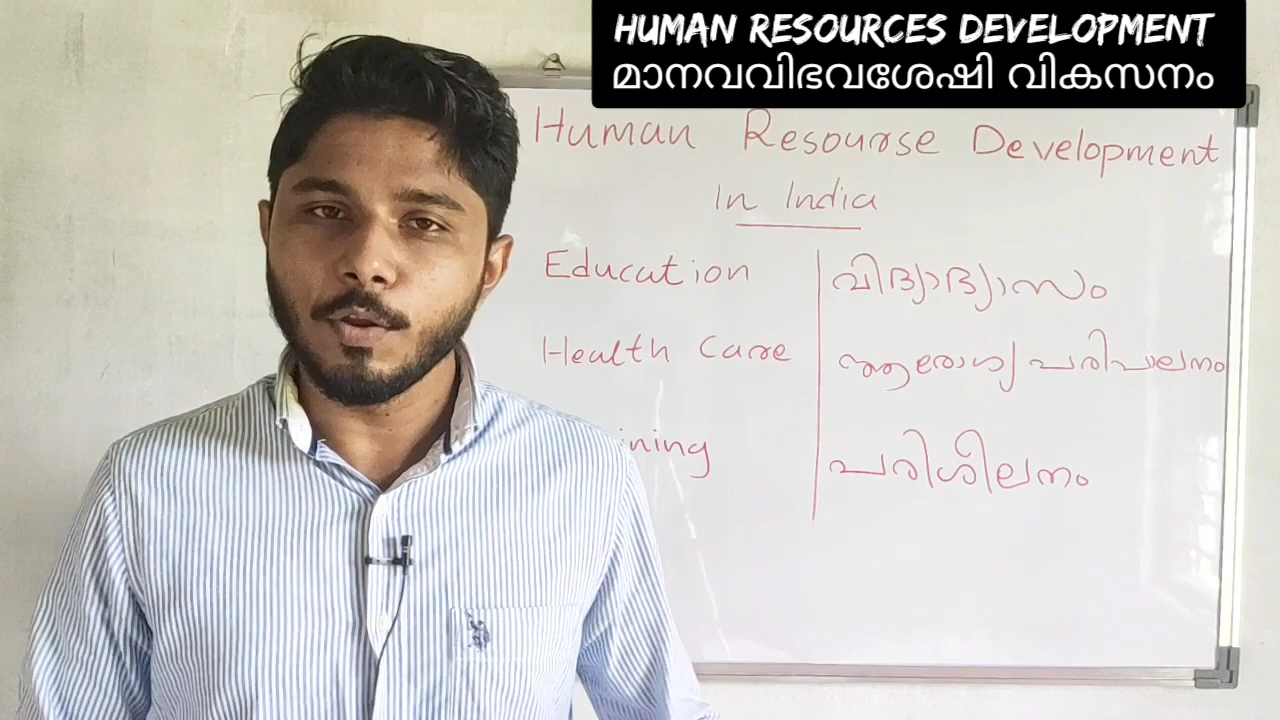 HUMAN RESOURCES DEVELOPMENT
മാനവവിഭവശേഷി വികസനം
Human Resourse Development
In India
Education വിദ്യാദ്യാസം
Health Care ആരോഗ്യ പരിപാലനം
ining പരിശീലനം